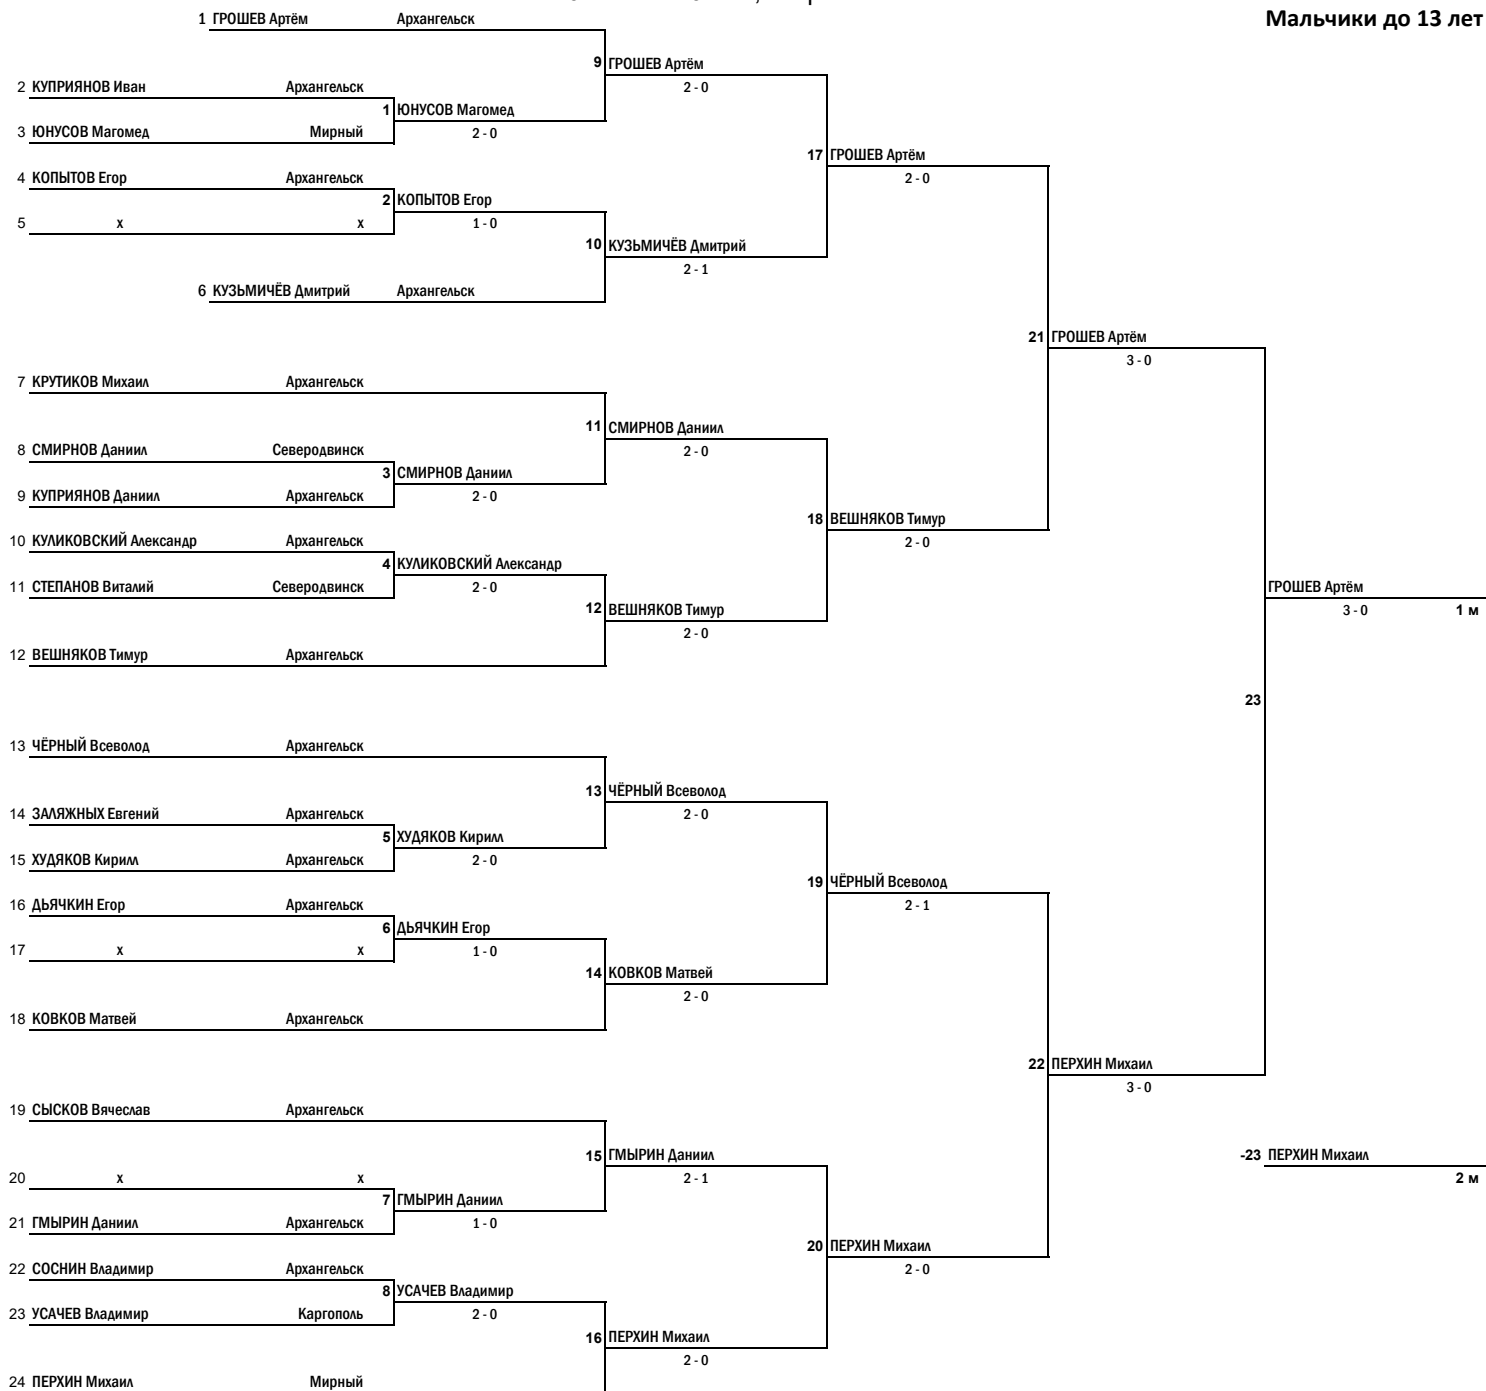 Мальчики до 13 лет
1 ГРОШЕВ Артём Архангельск
9 ГРОШЕВ Артём
2 - 0
2 КУПРИЯНОВ Иван Архангельск
1 ЮНУСОВ Магомед
2 - 0
3 ЮНУСОВ Магомед Мирный
17 ГРОШЕВ Артём
2 - 0
4 КОПЫТОВ Егор Архангельск
2 КОПЫТОВ Егор
1 - 0
5 x x
10 КУЗЬМИЧЁВ Дмитрий
2 - 1
6 КУЗЬМИЧЁВ Дмитрий Архангельск
21 ГРОШЕВ Артём
3 - 0
7 КРУТИКОВ Михаил Архангельск
11 СМИРНОВ Даниил
2 - 0
8 СМИРНОВ Даниил Северодвинск
3 СМИРНОВ Даниил
2 - 0
9 КУПРИЯНОВ Даниил Архангельск
18 ВЕШНЯКОВ Тимур
2 - 0
10 КУЛИКОВСКИЙ Александр Архангельск
4 КУЛИКОВСКИЙ Александр
2 - 0
11 СТЕПАНОВ Виталий Северодвинск
ГРОШЕВ Артём
3 - 0 1 м
12 ВЕШНЯКОВ Тимур
2 - 0
12 ВЕШНЯКОВ Тимур Архангельск
23
13 ЧЁРНЫЙ Всеволод Архангельск
13 ЧЁРНЫЙ Всеволод
2 - 0
14 ЗАЛЯЖНЫХ Евгений Архангельск
5 ХУДЯКОВ Кирилл
2 - 0
15 ХУДЯКОВ Кирилл Архангельск
19 ЧЁРНЫЙ Всеволод
2 - 1
16 ДЬЯЧКИН Егор Архангельск
6 ДЬЯЧКИН Егор
1 - 0
17 x x
14 КОВКОВ Матвей
2 - 0
18 КОВКОВ Матвей Архангельск
22 ПЕРХИН Михаил
3 - 0
19 СЫСКОВ Вячеслав Архангельск
15 ГМЫРИН Даниил
2 - 1
-23 ПЕРХИН Михаил
2 м
20 x x
7 ГМЫРИН Даниил
1 - 0
21 ГМЫРИН Даниил Архангельск
20 ПЕРХИН Михаил
2 - 0
22 СОСНИН Владимир Архангельск
8 УСАЧЕВ Владимир
2 - 0
23 УСАЧЕВ Владимир Каргополь
16 ПЕРХИН Михаил
2 - 0
24 ПЕРХИН Михаил Мирный